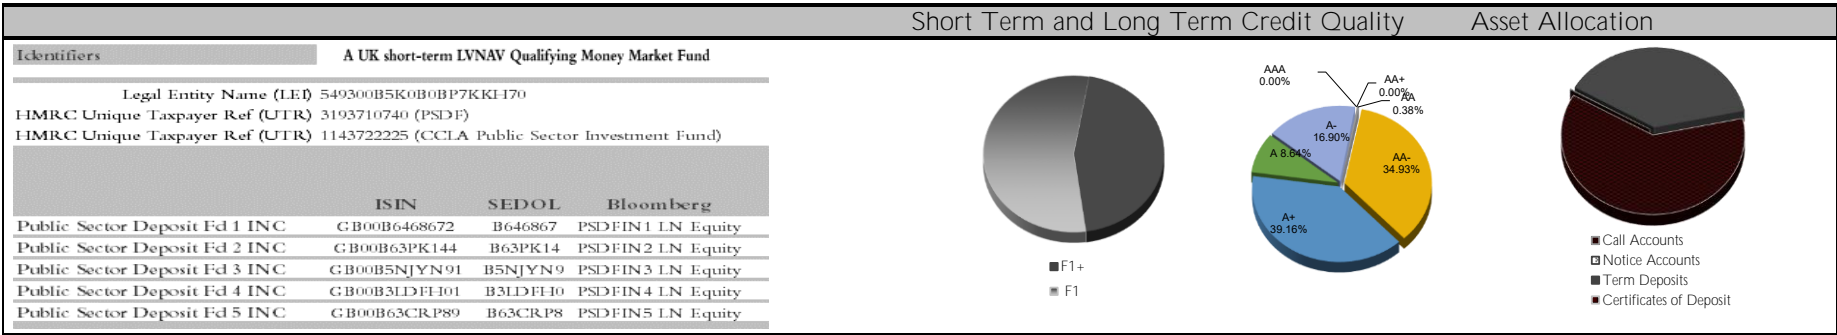 Short Term and Long Term Credit Quality
Asset Allocation
Identifiers
A UK short-term LVNAV Qualifying Money Market Fund
Legal Entity Name (LEI) 549300B5K0B0BP7KKH70
HMRC Unique Taxpayer Ref (UTR) 3193710740 (PSDF)
HMRC Unique Taxpayer Ref (UTR) 1143722225 (CCLA Public Sector Investment Fund)
ISIN SEDOL Bloomberg
Public Sector Deposit Fd 1 INC GB00B6468672 B646867 PSDFIN1 LN Equity
Public Sector Deposit Fd 2 INC GB00B63PK144 B63PK14 PSDFIN2 LN Equity
Public Sector Deposit Fd 3 INC GB00B5NJYN91 B5NJYN9 PSDFIN3 LN Equity
Public Sector Deposit Fd 4 INC GB00B3LDFH01 B3LDFH0 PSDFIN4 LN Equity
Public Sector Deposit Fd 5 INC GB00B63CRP89 B63CRP8 PSDFIN5 LN Equity
F1+
F1
AAA
0.00%
AA+
0.00%
AA
0.38%
AA-
34.93%
A+
39.16%
A 8.64%
A-
16.90%
Call Accounts
Notice Accounts
Term Deposits
Certificates of Deposit